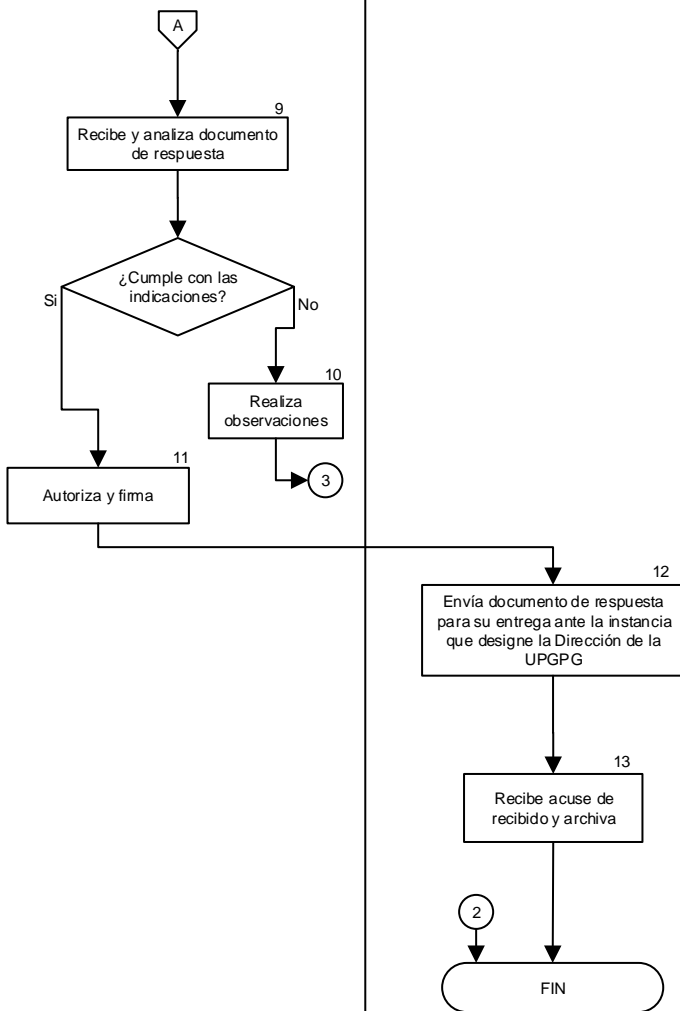 A
9
Recibe y analiza documento
de respuesta
¿Cumple con las
indicaciones?
Si
No
10
Realiza
observaciones
3
11
Autoriza y firma
12
Envía documento de respuesta
para su entrega ante la instancia
que designe la Dirección de la
UPGPG
13
Recibe acuse de
recibido y archiva
2
FIN